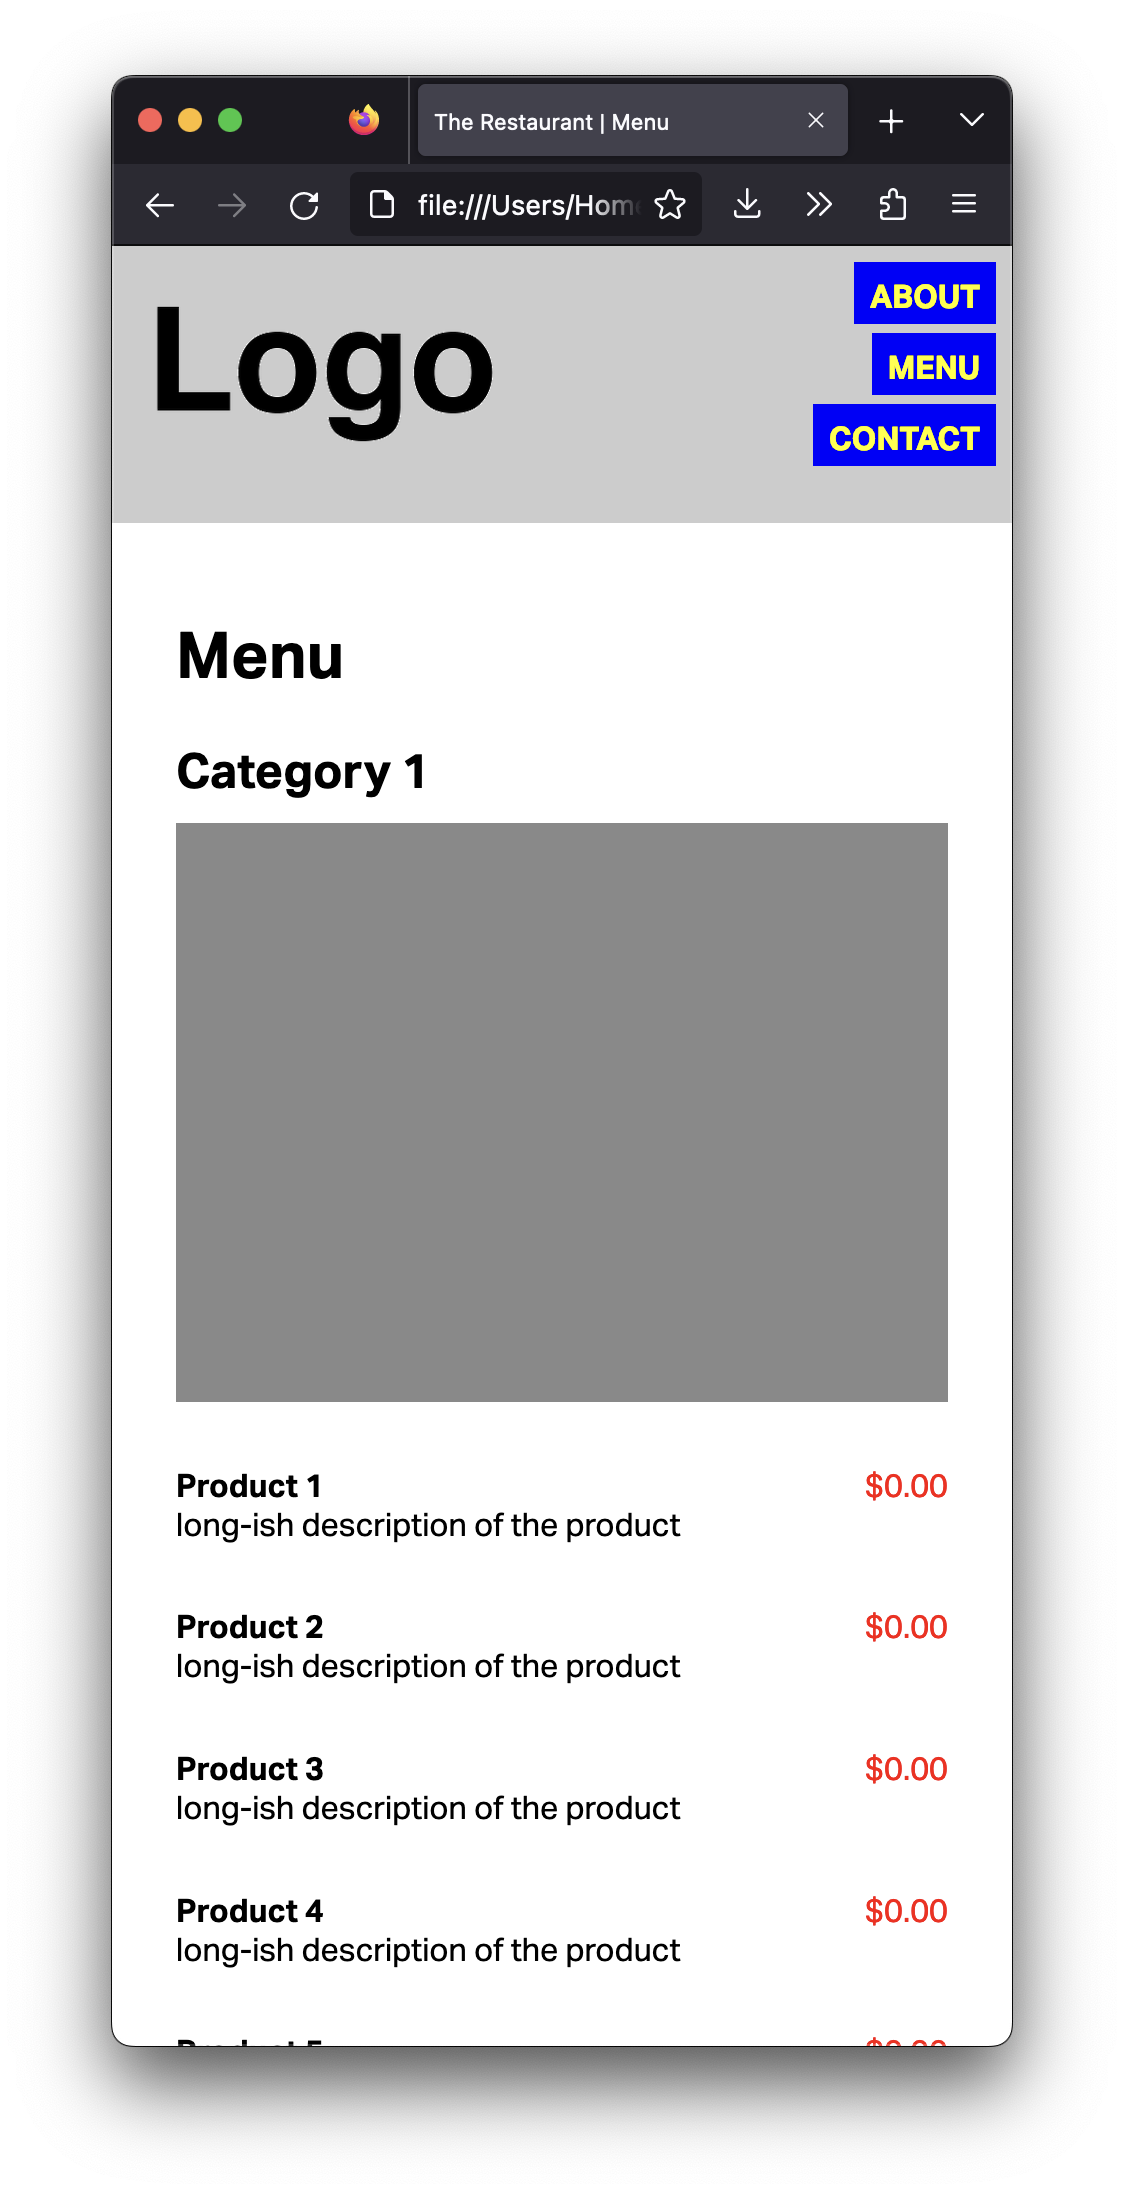 The Restaurant | Menu
file:///Users/Hom
Logo
ABOUT
MENU
CONTACT
Menu
Category 1
Product 1
$0.00
long-ish description of the product
Product 2
$0.00
long-ish description of the product
Product 3
$0.00
long-ish description of the product
Product 4
$0.00
long-ish description of the product